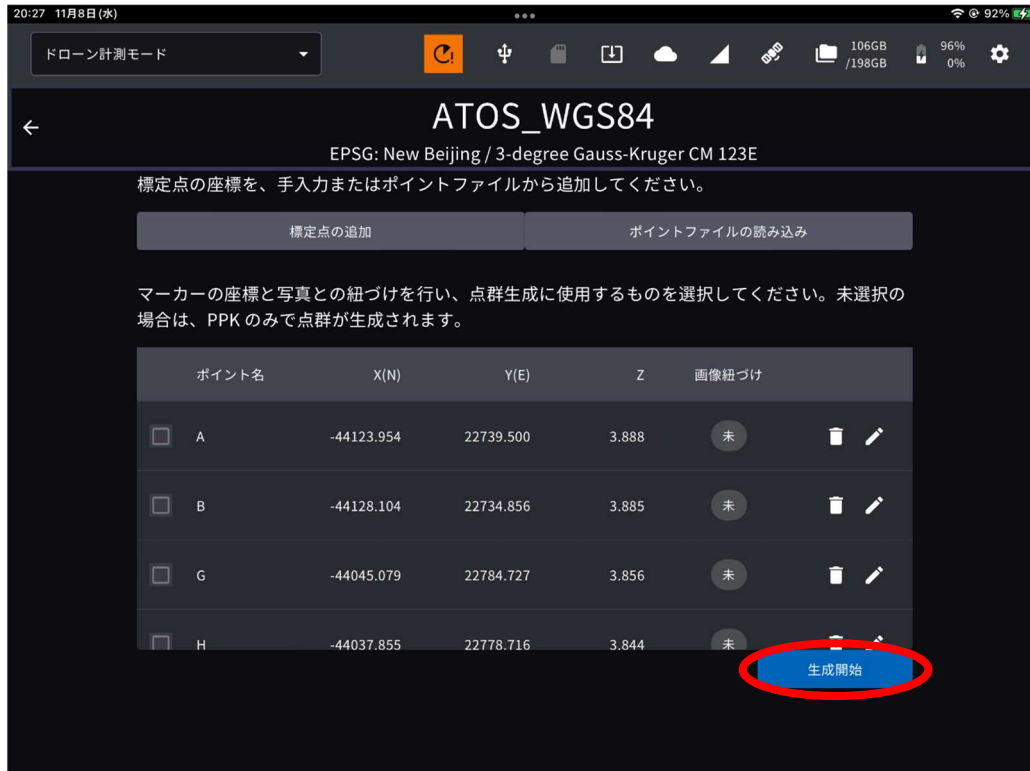 20:27 11月8日(水)
92%
ドローン計測モード
106GB
/198GB
96%
0%
ATOS_WGS84
EPSG: New Beijing / 3-degree Gauss-Kruger CM 123E
標定点の座標を、手入力またはポイントファイルから追加してください。
標定点の追加 ポイントファイルの読み込み
マーカーの座標と写真との紐づけを行い、点群生成に使用するものを選択してください。未選択の
場合は、PPK のみで点群が生成されます。
ポイント名 X(N) Y(E) Z 画像紐づけ
A -44123.954 22739.500 3.888 未
B -44128.104 22734.856 3.885 未
G -44045.079 22784.727 3.856 未
H -44037.855 22778.716 3.844 未
生成開始